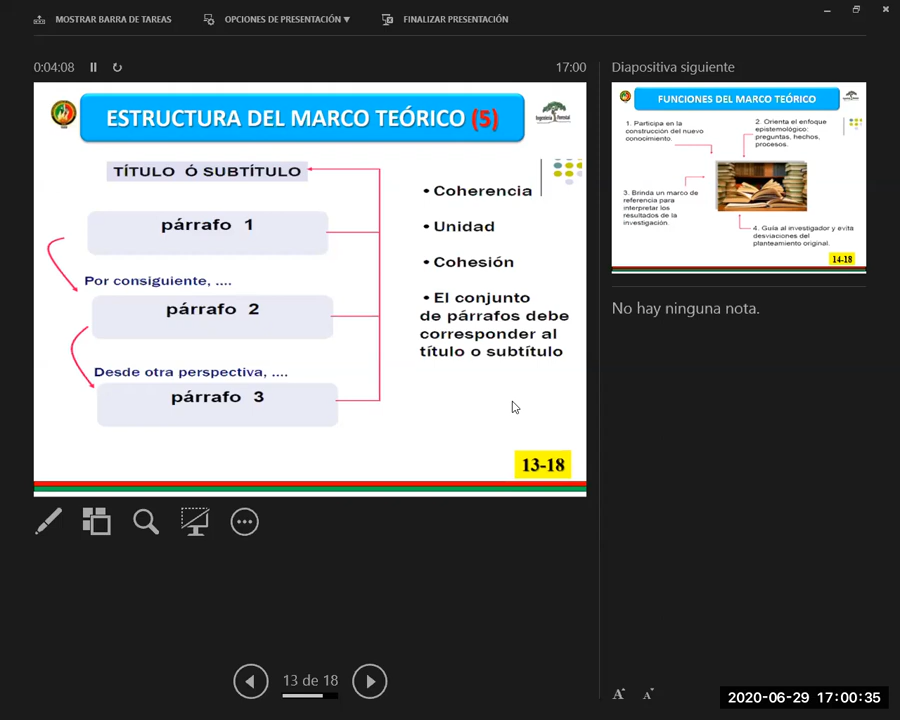 MOSTRAR BARRA DE TAREAS
OPCIONES DE PRESENTACIÓN ▼
FINALIZAR PRESENTACIÓN
0:04:08
17:00
ESTRUCTURA DEL MARCO TEÓRICO (5)
Ingeniería Forestal
TÍTULO Ó SUBTÍTULO
párrafo 1
Por consiguiente, ....
párrafo 2
Desde otra perspectiva, ....
párrafo 3
• Coherencia
• Unidad
• Cohesión
• El conjunto
de párrafos debe
corresponder al
título o subtítulo
13-18
Diapositiva siguiente
FUNCIONES DEL MARCO TEÓRICO
1. Participa en la
construcción del nuevo
conocimiento.
2. Orienta el enfoque
epistemológico:
preguntas, hechos,
procesos.
3. Brinda un marco de
referencia para
interpretar los
resultados de la
investigación.
4. Guía al investigador y evita
desviaciones del
planteamiento original.
14-18
No hay ninguna nota.
13 de 18
A A
2020-06-29 17:00:35